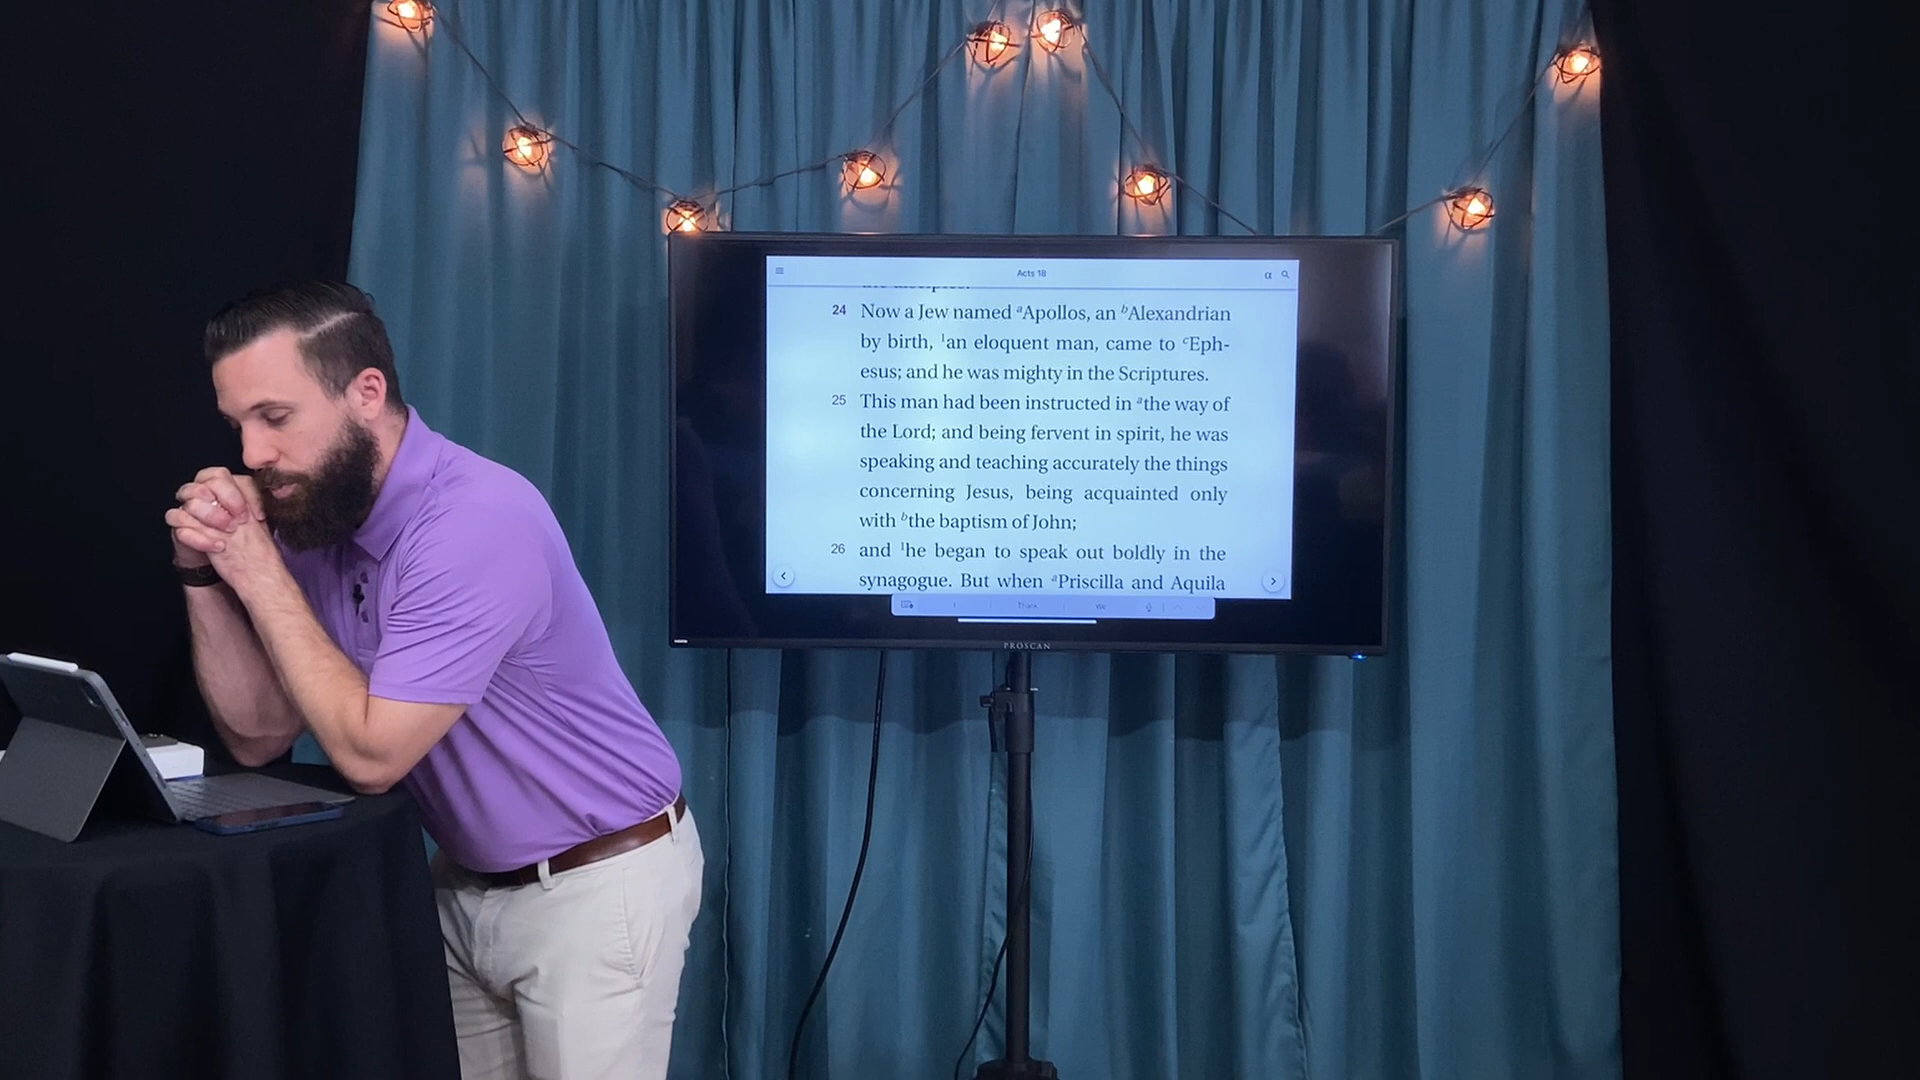 Acts 18
α
24 Now a Jew named ᵃApollos, an ᵇAlexandrian
by birth, ¹an eloquent man, came to ᶜEph-
esus; and he was mighty in the Scriptures.
25 This man had been instructed in ᵃthe way of
the Lord; and being fervent in spirit, he was
speaking and teaching accurately the things
concerning Jesus, being acquainted only
with ᵇthe baptism of John;
26 and ¹he began to speak out boldly in the
synagogue. But when ᵃPriscilla and Aquila
PROSCAN